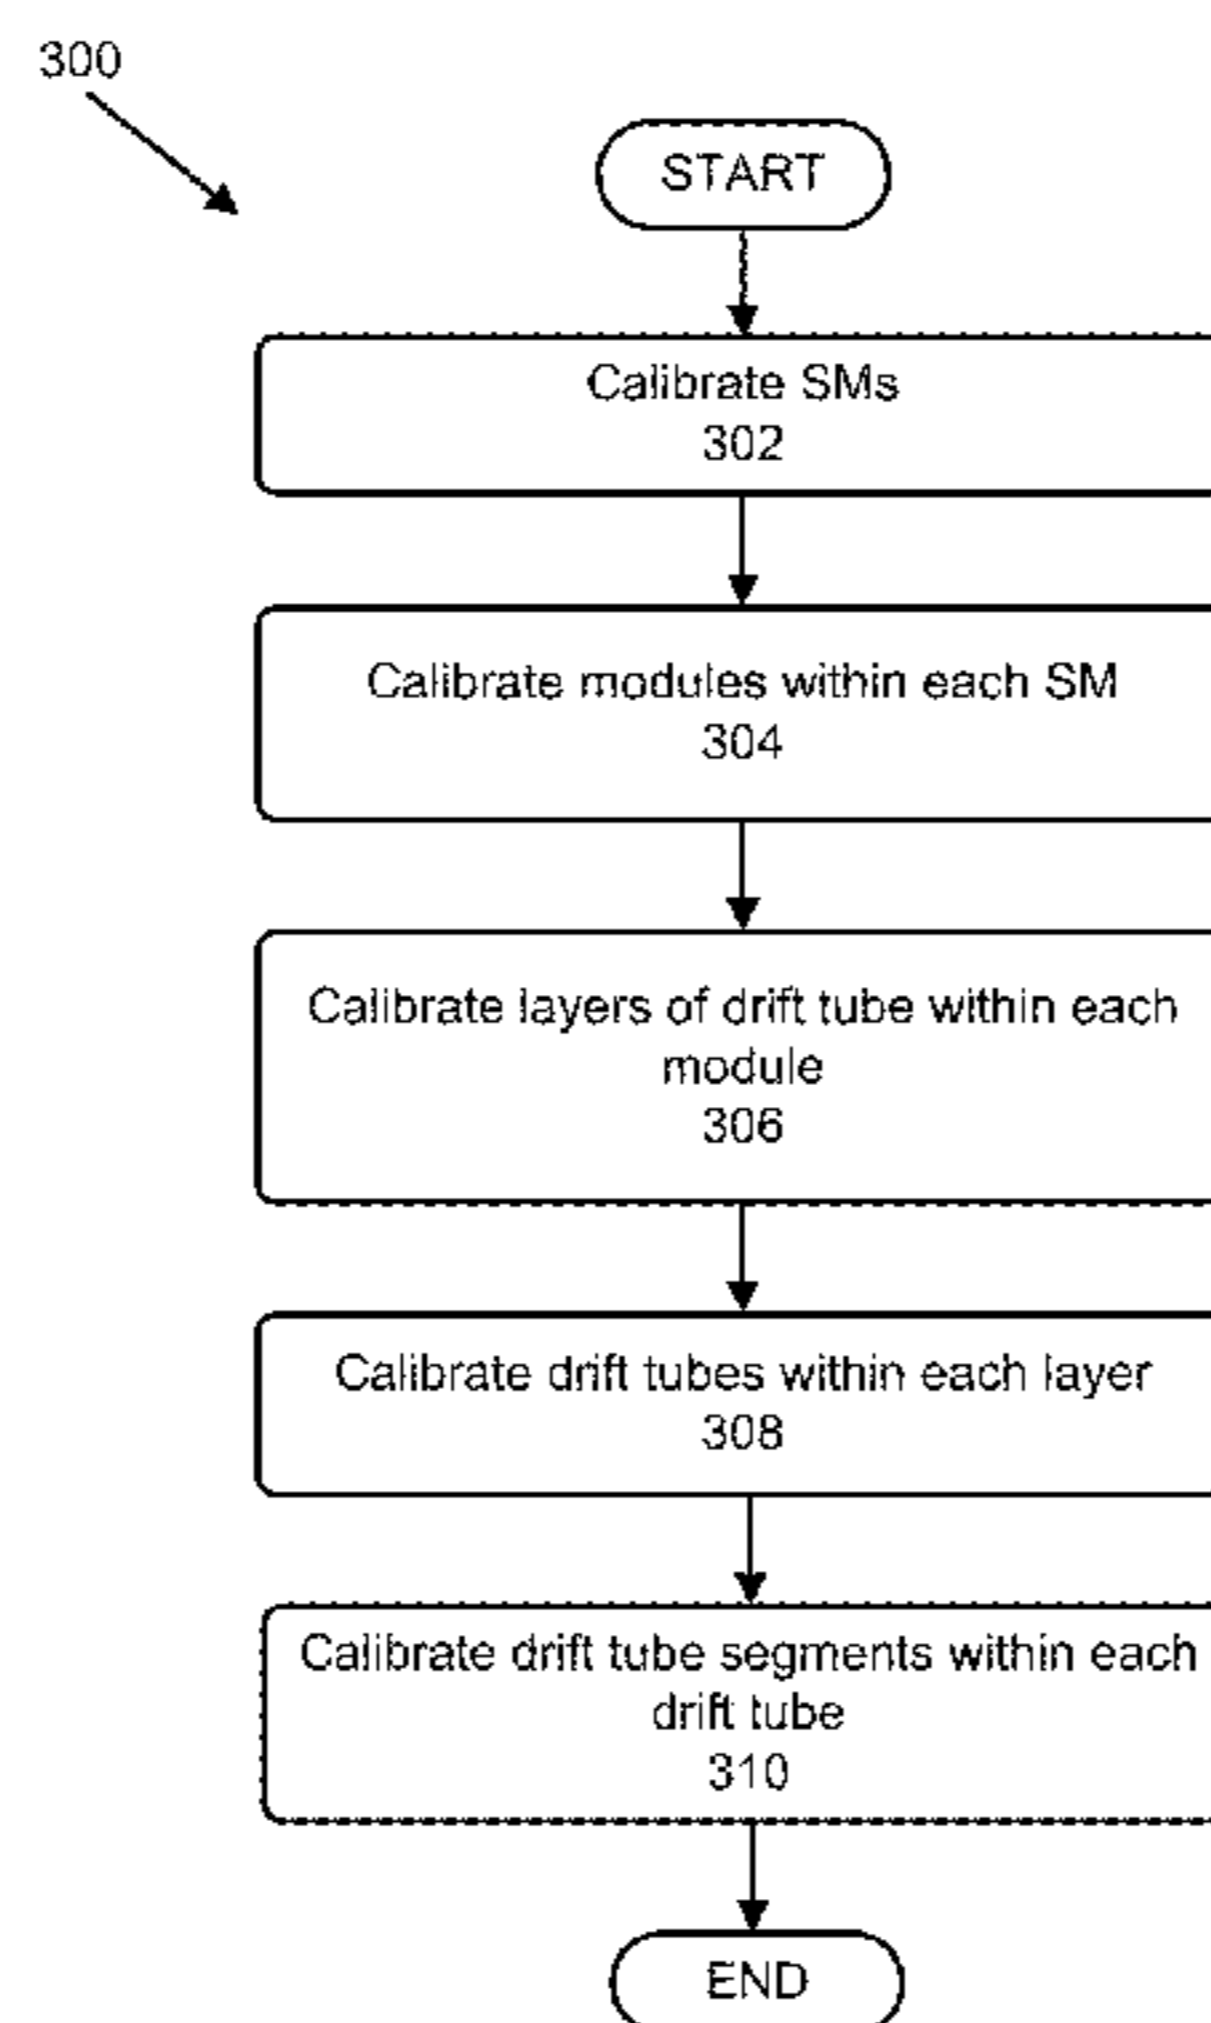 300
START
Calibrate SMs
302
Calibrate modules within each SM
304
Calibrate layers of drift tube within each
module
306
Calibrate drift tubes within each layer
308
Calibrate drift tube segments within each
drift tube
310
END